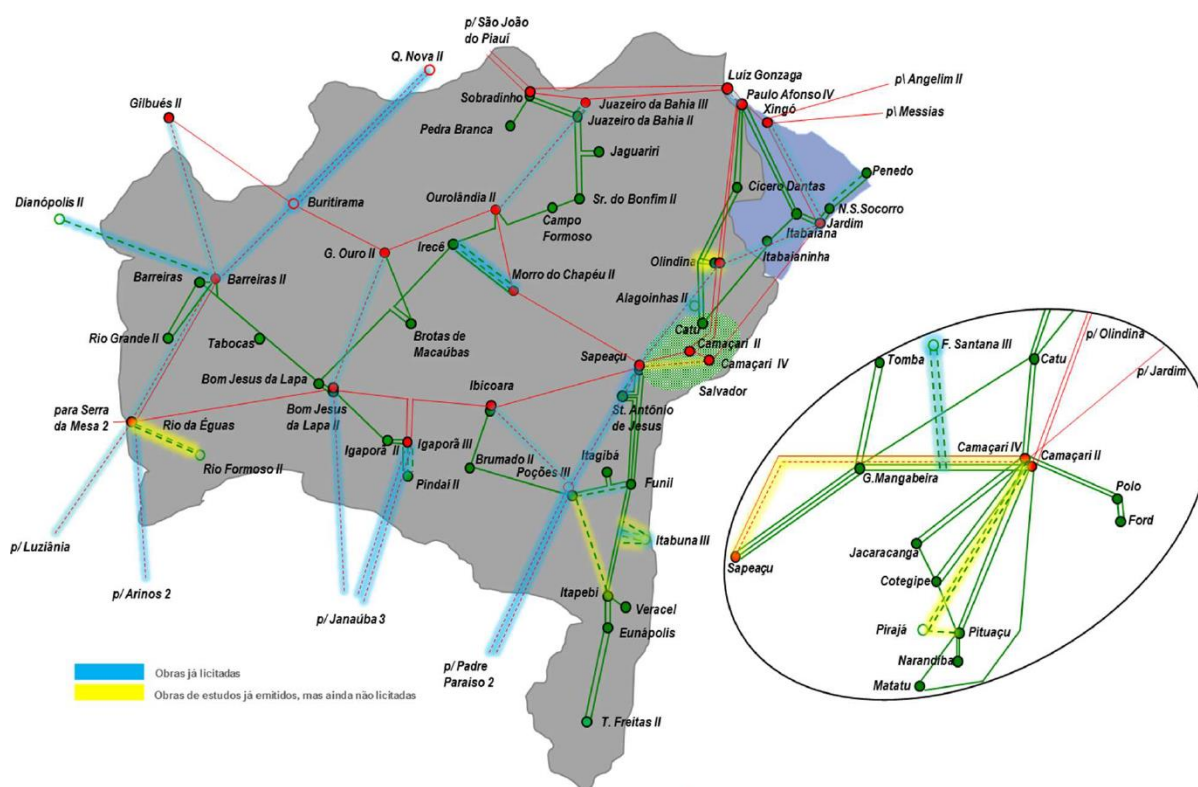 p/ São João
do Piauí
Q. Nova II
Gilbués II
Luiz Gonzaga
Paulo Afonso IV
Xingó
p\ Angelim II
p\ Messias
Sobradinho
Juazeiro da Bahia III
Juazeiro da Bahia II
Pedra Branca
Jaguariri
Penedo
Cícero Dantas
Dianópolis II
Buritirama
Ourolândia II
Sr. do Bonfim II
Campo
Formoso
N.S.Socorro
Jardim
Itabaiana
Itabaianinha
G. Ouro II
Irecê
Olindina
Barreiras
Barreiras II
Morro do Chapéu II
Alagoinhas II
Catu
Rio Grande II
Tabocas
Brotas de
Macaúbas
Camaçari II
Camaçari IV
Sapeaçu
Salvador
Bom Jesus da Lapa
Bom Jesus
da Lapa II
Ibicoara
St. Antônio
de Jesus
para Serra
da Mesa 2
Rio da Éguas
Rio Formoso II
Igaporã II
Igaporã III
Pindaí II
Brumado II
Poções III
Itagibá
Funil
Itabuna III
p/ Luziânia
p/ Arinos 2
p/ Janaúba 3
Itapebi
Veracel
Eunápolis
p/ Padre
Paraíso 2
T. Freitas II
Obras já licitadas
Obras de estudos já emitidos, mas ainda não licitadas
Tomba
F. Santana III
Catu
p/ Olindina
p/ Jardim
Camaçari IV
Camaçari II
G.Mangabeira
Polo
Ford
Sapeaçu
Jacaracanga
Cotegipe
Pirajá
Pituaçu
Narandiba
Matatu